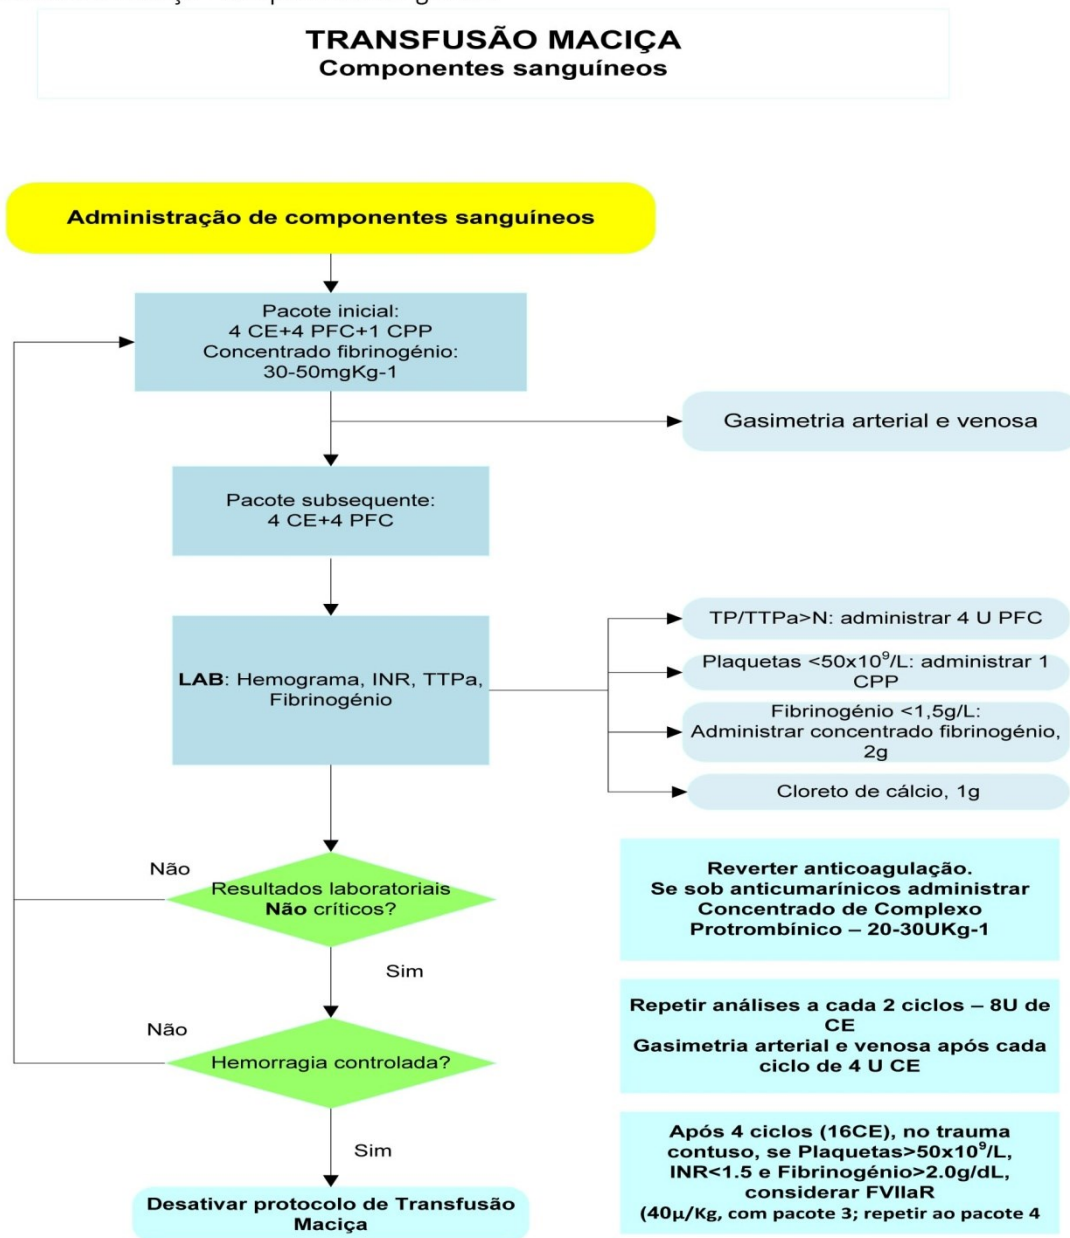 TRANSFUSÃO MACIÇA
Componentes sanguíneos
Administração de componentes sanguíneos
Pacote inicial:
4 CE+4 PFC+1 CPP
Concentrado fibrinogénio:
30-50mgKg-1
Gasimetria arterial e venosa
Pacote subsequente:
4 CE+4 PFC
LAB: Hemograma, INR, TTPa,
Fibrinogénio
TP/TTPa>N: administrar 4 U PFC
Plaquetas <50x10⁹/L: administrar 1
CPP
Fibrinogénio <1,5g/L:
Administrar concentrado fibrinogénio,
2g
Cloreto de cálcio, 1g
Não
Resultados laboratoriais
Não críticos?
Sim
Não
Hemorragia controlada?
Sim
Desativar protocolo de Transfusão
Maciça
Reverter anticoagulação.
Se sob anticumarínicos administrar
Concentrado de Complexo
Protrombínico – 20-30UKg-1
Repetir análises a cada 2 ciclos – 8U de
CE
Gasimetria arterial e venosa após cada
ciclo de 4 U CE
Após 4 ciclos (16CE), no trauma
contuso, se Plaquetas>50x10⁹/L,
INR<1.5 e Fibrinogénio>2.0g/dL,
considerar FVIIaR
(40µ/Kg, com pacote 3; repetir ao pacote 4